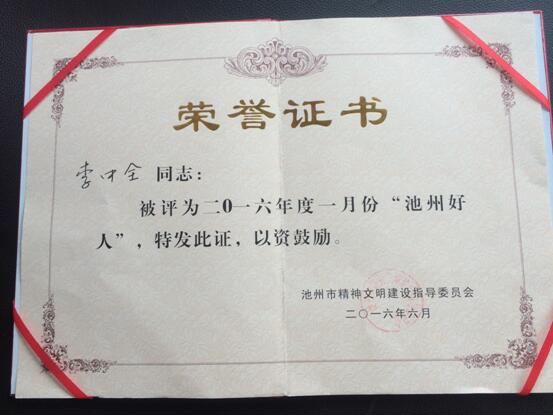 荣誉证书
李中全 同志:
被评为二0一六年度一月份“池州好
人”,特发此证,以资鼓励。
池州市精神文明建设指导委员会
二〇一六年六月